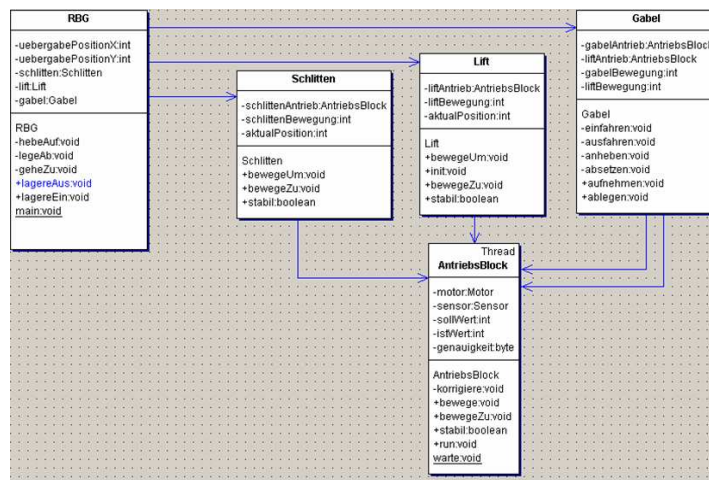 RBG
-uebergabePositionX:int
-uebergabePositionY:int
-schlitten:Schlitten
-lift:Lift
-gabel:Gabel
RBG
-hebeAuf:void
-legeAb:void
-geheZu:void
+lagereAus:void
+lagereEin:void
main:void
Schlitten
-schlittenAntrieb:AntriebsBlock
-schlittenBewegung:int
-aktualPosition:int
Schlitten
+bewegeUm:void
+bewegeZu:void
+stabil:boolean
Lift
-liftAntrieb:AntriebsBlock
-liftBewegung:int
-aktualPosition:int
Lift
+bewegeUm:void
+init:void
+bewegeZu:void
+stabil:boolean
Gabel
-gabelAntrieb:AntriebsBlock
-liftAntrieb:AntriebsBlock
-gabelBewegung:int
-liftBewegung:int
Gabel
-einfahren:void
-ausfahren:void
-anheben:void
-absetzen:void
+aufnehmen:void
+ablegen:void
Thread
AntriebsBlock
-motor:Motor
-sensor:Sensor
-sollWert:int
-istWert:int
-genauigkeit:byte
AntriebsBlock
-korrigiere:void
+bewege:void
+bewegeZu:void
+stabil:boolean
+run:void
warte:void